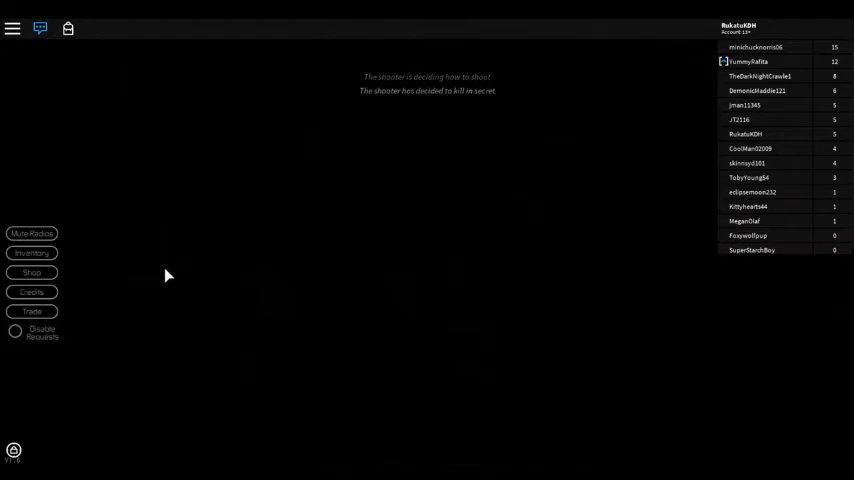 RukatuKDH
Account: 13+
minichucknorris06 15
YummyRafita 12
TheDarkNightCrawle1 8
DemonicMaddie121 6
jman11345 5
JT2116 5
RukatuKDH 5
CoolMan02009 4
skinnsyd101 4
TobyYoung54 3
eclipsemoon232 1
Kittyhearts44 1
MeganOlaf 1
Foxywolfpup 0
SuperStarchBoy 0
The shooter is deciding how to shoot
The shooter has decided to kill in secret
Mute Radios
Inventory
Shop
Credits
Trade
Disable
Requests
V1.6